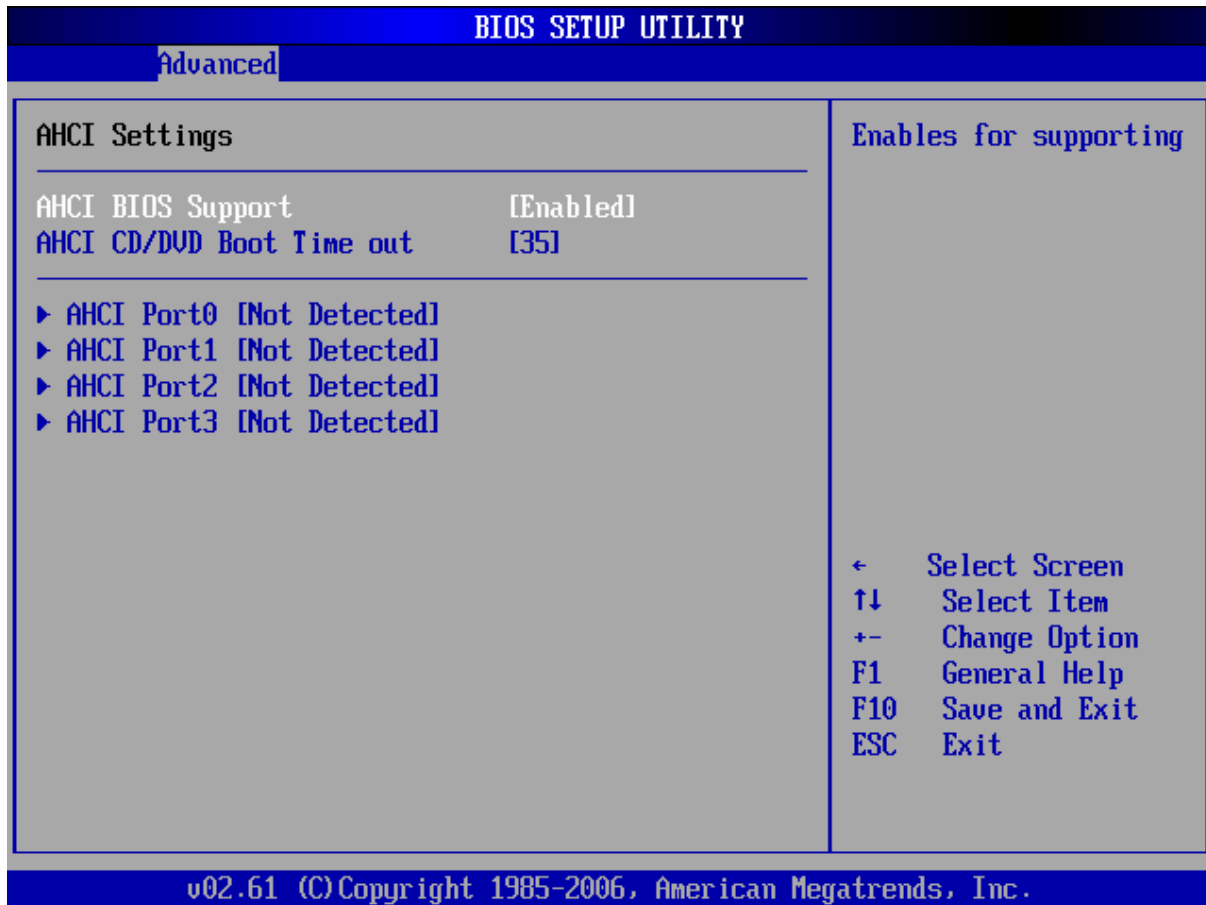 BIOS SETUP UTILITY
Advanced
AHCI Settings
AHCI BIOS Support [Enabled]
AHCI CD/DVD Boot Time out [35]
▶ AHCI Port0 [Not Detected]
▶ AHCI Port1 [Not Detected]
▶ AHCI Port2 [Not Detected]
▶ AHCI Port3 [Not Detected]
Enables for supporting
← Select Screen
↑↓ Select Item
+- Change Option
F1 General Help
F10 Save and Exit
ESC Exit
v02.61 (C)Copyright 1985-2006, American Megatrends, Inc.